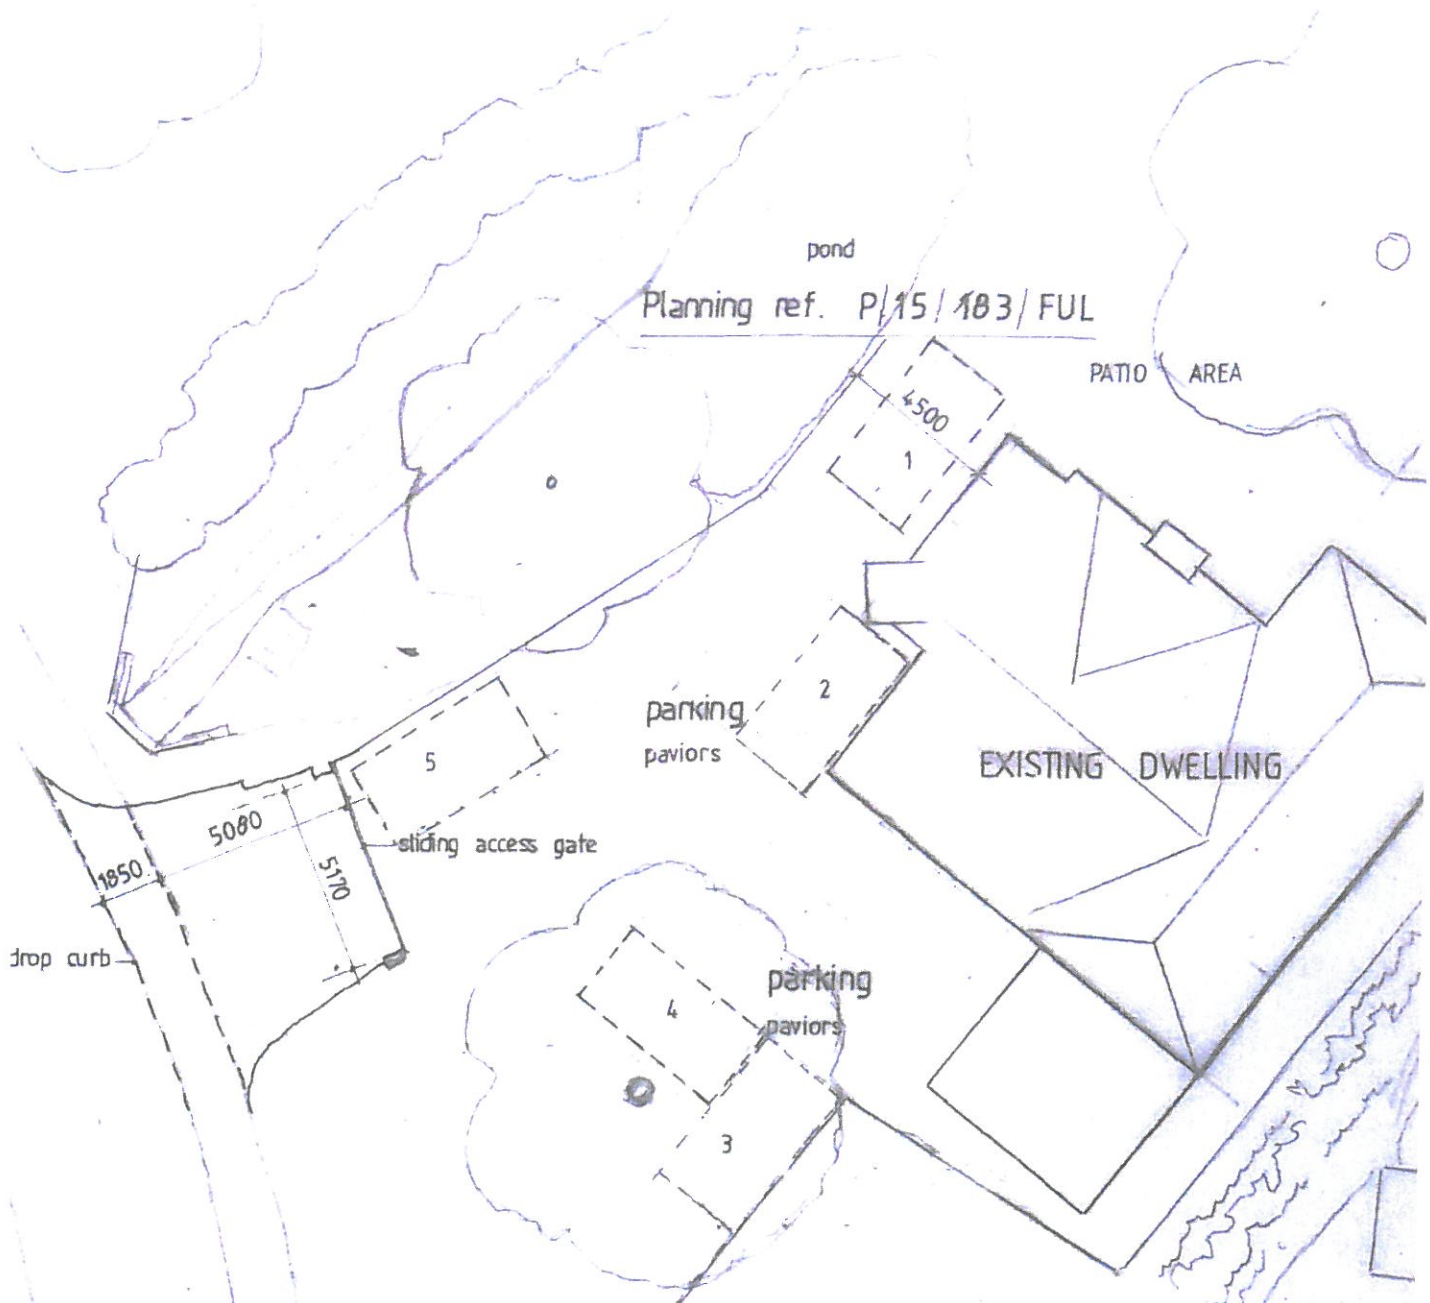 pond
Planning ref. P/15/183/FUL
PATIO AREA
4500
1
2
parking
paviors
5
EXISTING DWELLING
5080
sliding access gate
1850
5170
drop curb
4
parking
paviors
3